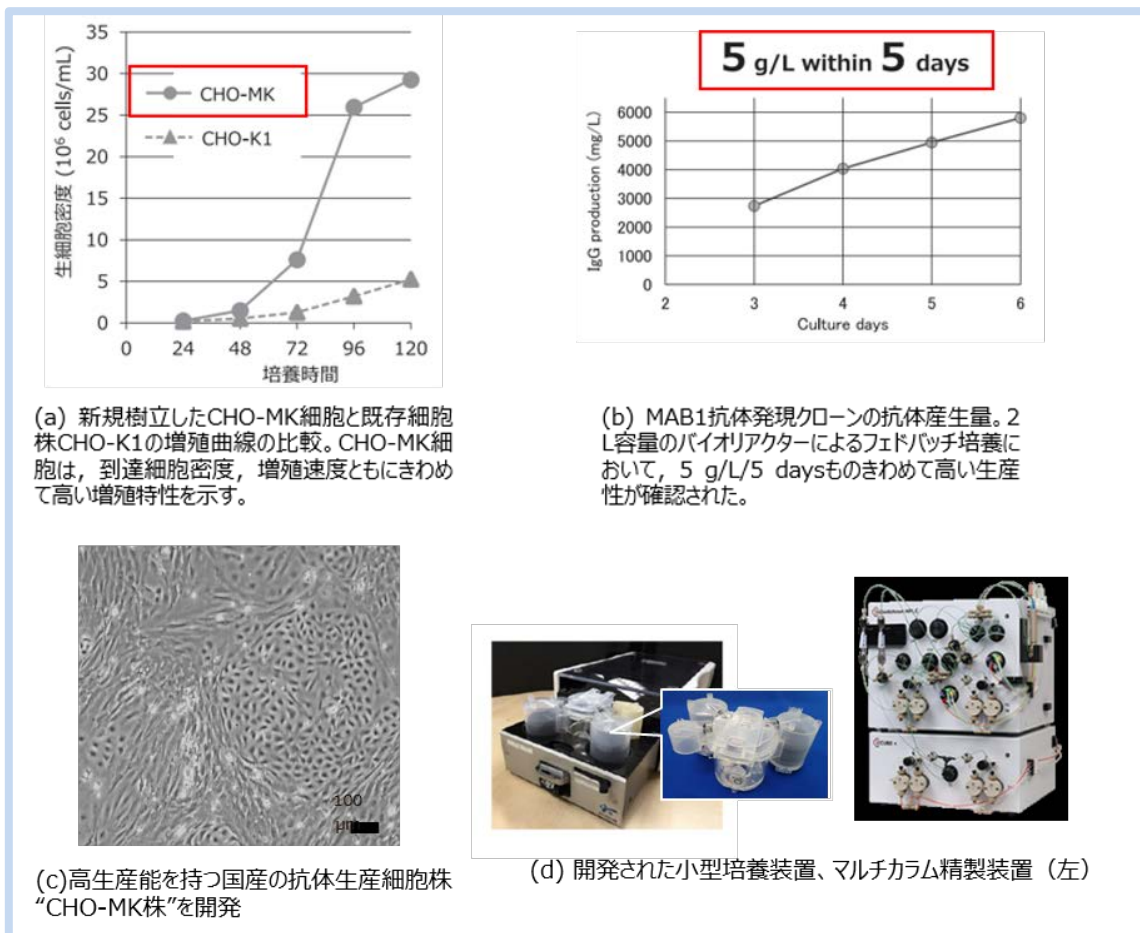 35
30
25
20
15
10
5
0
0 24 48 72 96 120
生細胞密度 (10⁶ cells/mL)
培養時間
CHO-MK
CHO-K1
5 g/L within 5 days
6000
5000
4000
3000
2000
1000
0
2 3 4 5 6
IgG production (mg/L)
Culture days
(a) 新規樹立したCHO-MK細胞と既存細胞
株CHO-K1の増殖曲線の比較。CHO-MK細
胞は，到達細胞密度，増殖速度ともにきわめ
て高い増殖特性を示す。
(b) MAB1抗体発現クローンの抗体産生量。2
L容量のバイオリアクターによるフェドバッチ培養に
おいて，5 g/L/5 daysものきわめて高い生産
性が確認された。
100
μm
(c)高生産能を持つ国産の抗体生産細胞株
“CHO-MK株”を開発
(d) 開発された小型培養装置、マルチカラム精製装置（左）